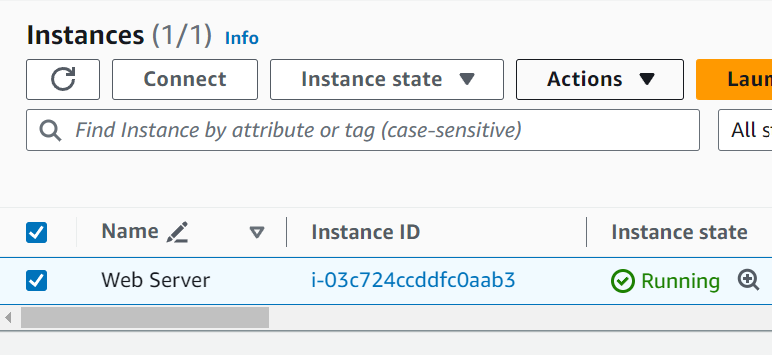 Instances (1/1) Info
Connect Instance state Actions
Find Instance by attribute or tag (case-sensitive) All
Name Instance ID Instance state
Web Server i-03c724ccddfc0aab3 Running